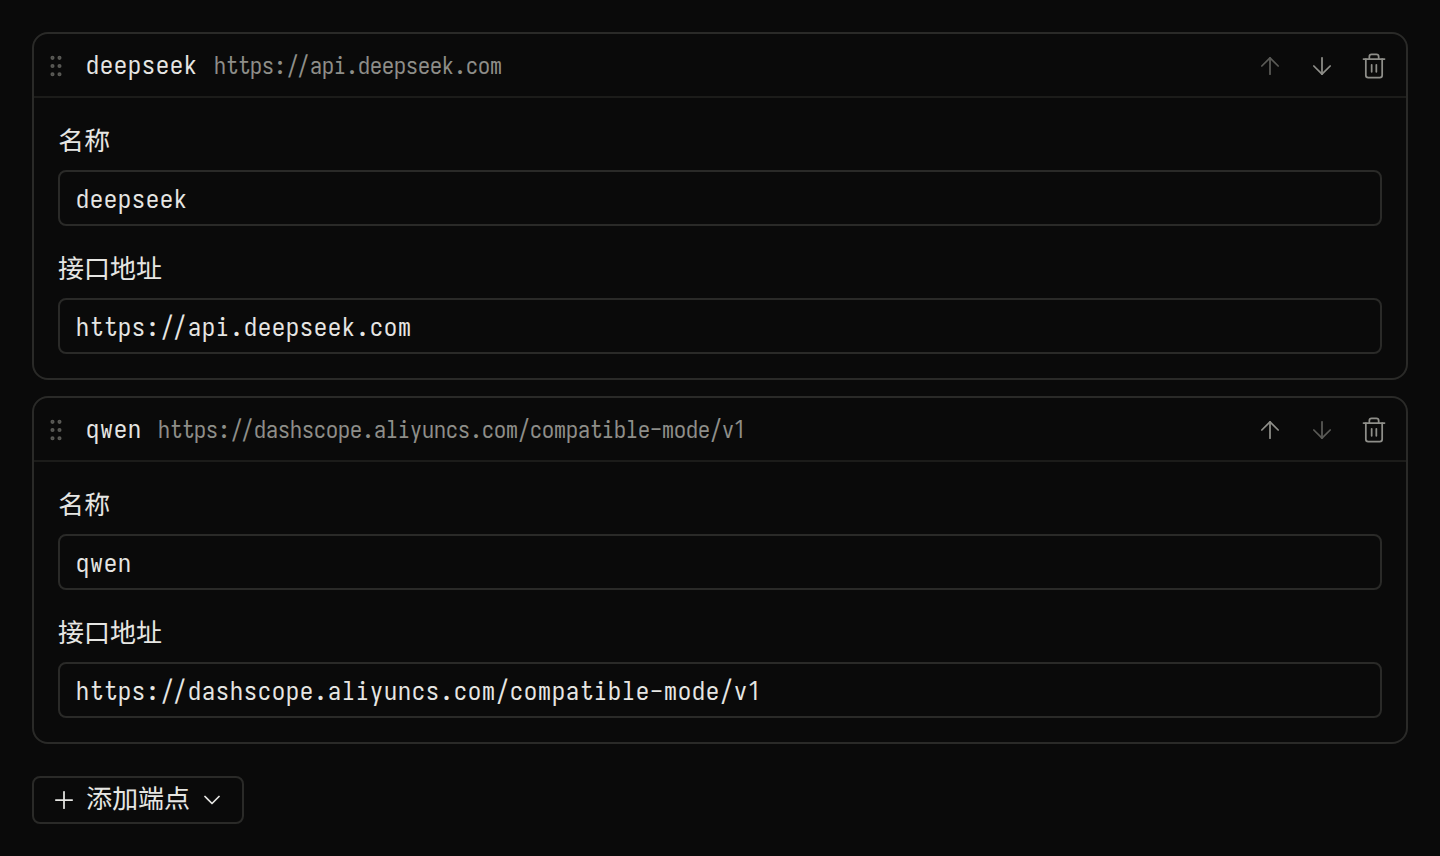 deepseek https://api.deepseek.com
名称
deepseek
接口地址
https://api.deepseek.com
qwen https://dashscope.aliyuncs.com/compatible-mode/v1
名称
qwen
接口地址
https://dashscope.aliyuncs.com/compatible-mode/v1
添加端点